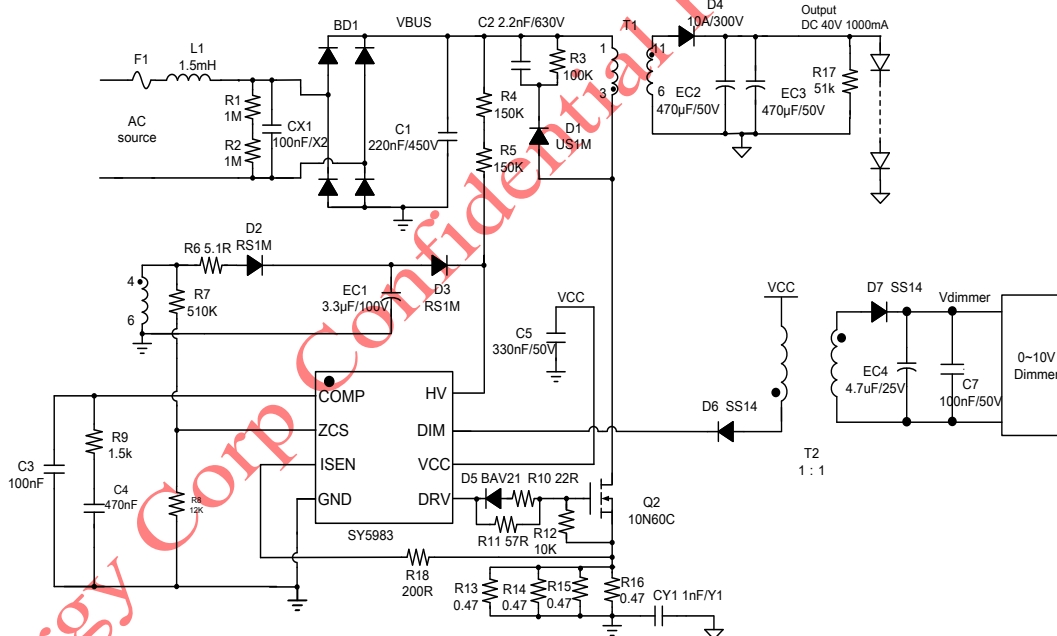 D4
10A/300V
Output
DC 40V 1000mA
BD1
VBUS
C2 2.2nF/630V
T1
F1
L1
1.5mH
1
11
R3
100K
3
6
R17
51k
EC2
470µF/50V
EC3
470µF/50V
R1
1M
R2
1M
CX1
100nF/X2
AC
source
C1
220nF/450V
R4
150K
R5
150K
D1
US1M
D2
RS1M
R6 5.1R
4
6
R7
510K
EC1
3.3µF/100V
D3
RS1M
VCC
C5
330nF/50V
VCC
D7 SS14
Vdimmer
EC4
4.7uF/25V
C7
100nF/50V
0~10V
Dimmer
D6 SS14
T2
1 : 1
COMP
ZCS
ISEN
GND
HV
DIM
VCC
DRV
SY5983
R9
1.5k
C3
100nF
C4
470nF
R8
12K
D5 BAV21
R10 22R
R11 57R
R12
10K
Q2
10N60C
R18
200R
R13
0.47
R14
0.47
R15
0.47
R16
0.47
CY1 1nF/Y1
gy Corp Confidential